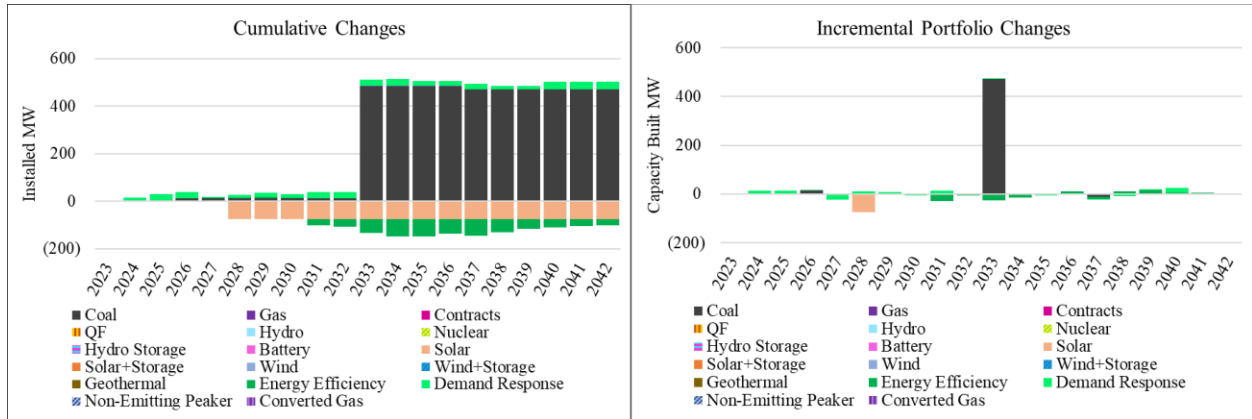 Cumulative Changes
600
400
200
0
(200)
Installed MW
2023 2024 2025 2026 2027 2028 2029 2030 2031 2032 2033 2034 2035 2036 2037 2038 2039 2040 2041 2042
Coal Gas Contracts
QF Hydro Nuclear
Hydro Storage Battery Solar
Solar+Storage Wind Wind+Storage
Geothermal Energy Efficiency Demand Response
Non-Emitting Peaker Converted Gas
Incremental Portfolio Changes
600
400
200
0
(200)
Capacity Built MW
2023 2024 2025 2026 2027 2028 2029 2030 2031 2032 2033 2034 2035 2036 2037 2038 2039 2040 2041 2042
Coal Gas Contracts
QF Hydro Nuclear
Hydro Storage Battery Solar
Solar+Storage Wind Wind+Storage
Geothermal Energy Efficiency Demand Response
Non-Emitting Peaker Converted Gas